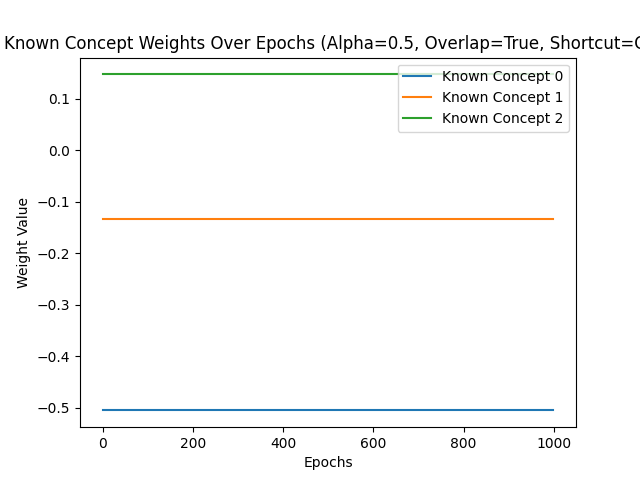 Known Concept Weights Over Epochs (Alpha=0.5, Overlap=True,
Known Concept 0
Known Concept 1
Known Concept 2
Weight Value
0.1
0.0
−0.1
−0.2
−0.3
−0.4
−0.5
0
200
400
600
800
1000
Epochs